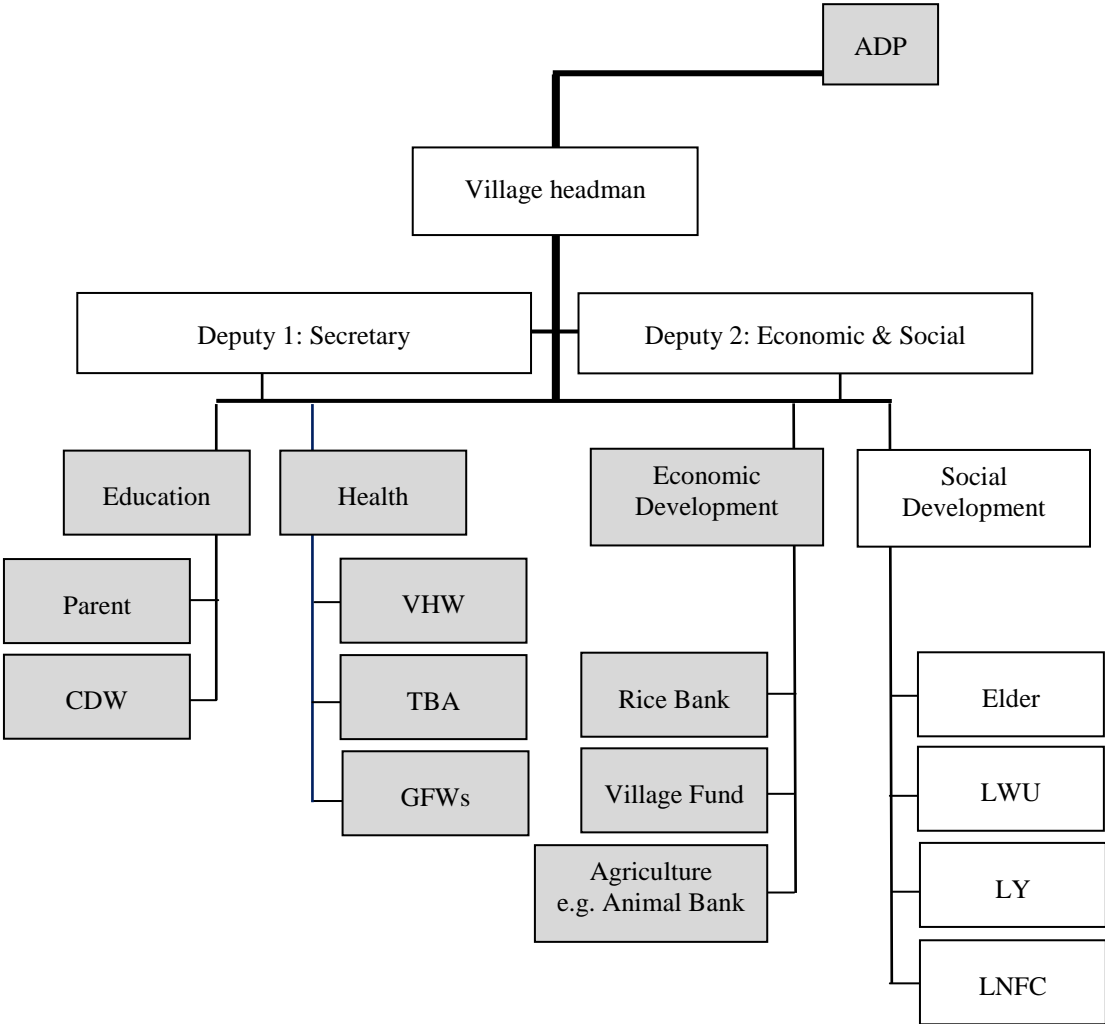 ADP
Village headman
Deputy 1: Secretary
Deputy 2: Economic & Social
Education
Health
Economic
Development
Social
Development
Parent
CDW
VHW
TBA
GFWs
Rice Bank
Village Fund
Agriculture
e.g. Animal Bank
Elder
LWU
LY
LNFC